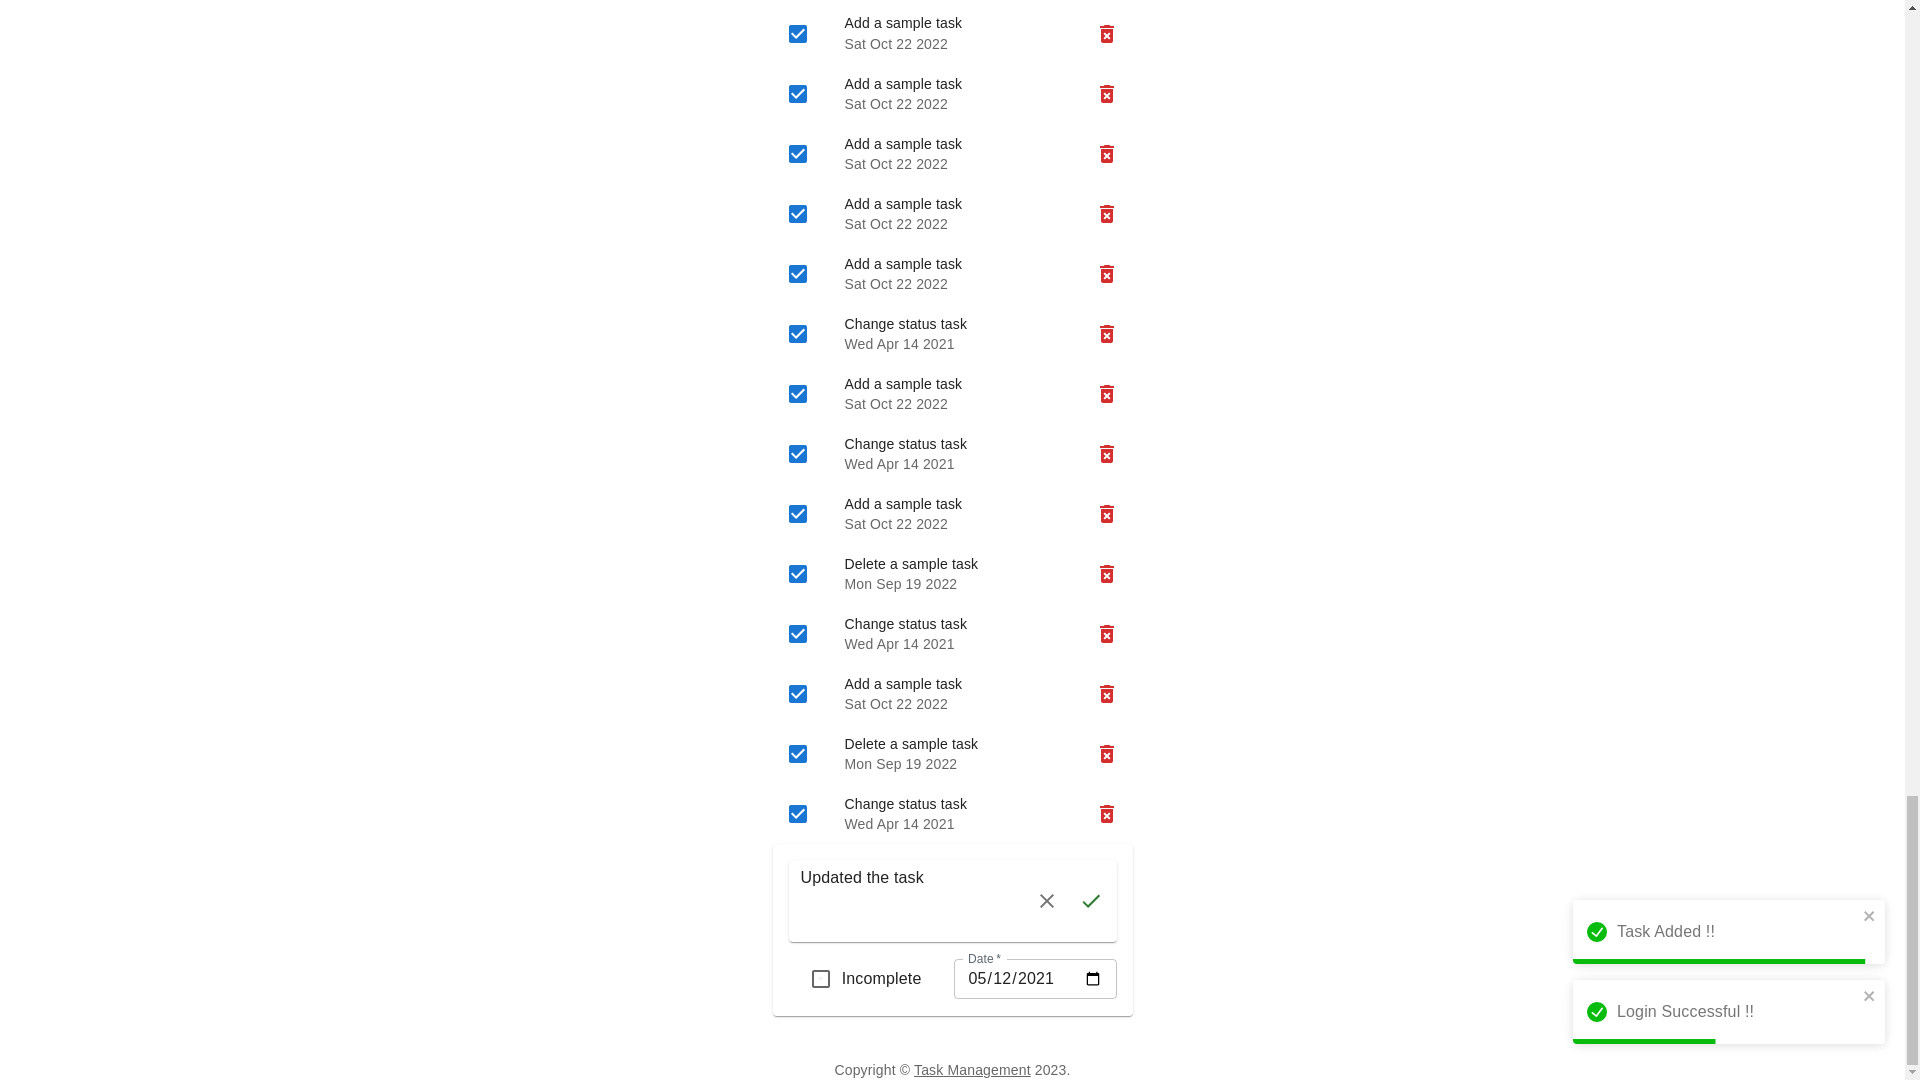 Add a sample task
Sat Oct 22 2022
Add a sample task
Sat Oct 22 2022
Add a sample task
Sat Oct 22 2022
Add a sample task
Sat Oct 22 2022
Add a sample task
Sat Oct 22 2022
Change status task
Wed Apr 14 2021
Add a sample task
Sat Oct 22 2022
Change status task
Wed Apr 14 2021
Add a sample task
Sat Oct 22 2022
Delete a sample task
Mon Sep 19 2022
Change status task
Wed Apr 14 2021
Add a sample task
Sat Oct 22 2022
Delete a sample task
Mon Sep 19 2022
Change status task
Wed Apr 14 2021
Updated the task
Incomplete
Date *
05/12/2021
Task Added !!
Login Successful !!
Copyright © Task Management 2023.